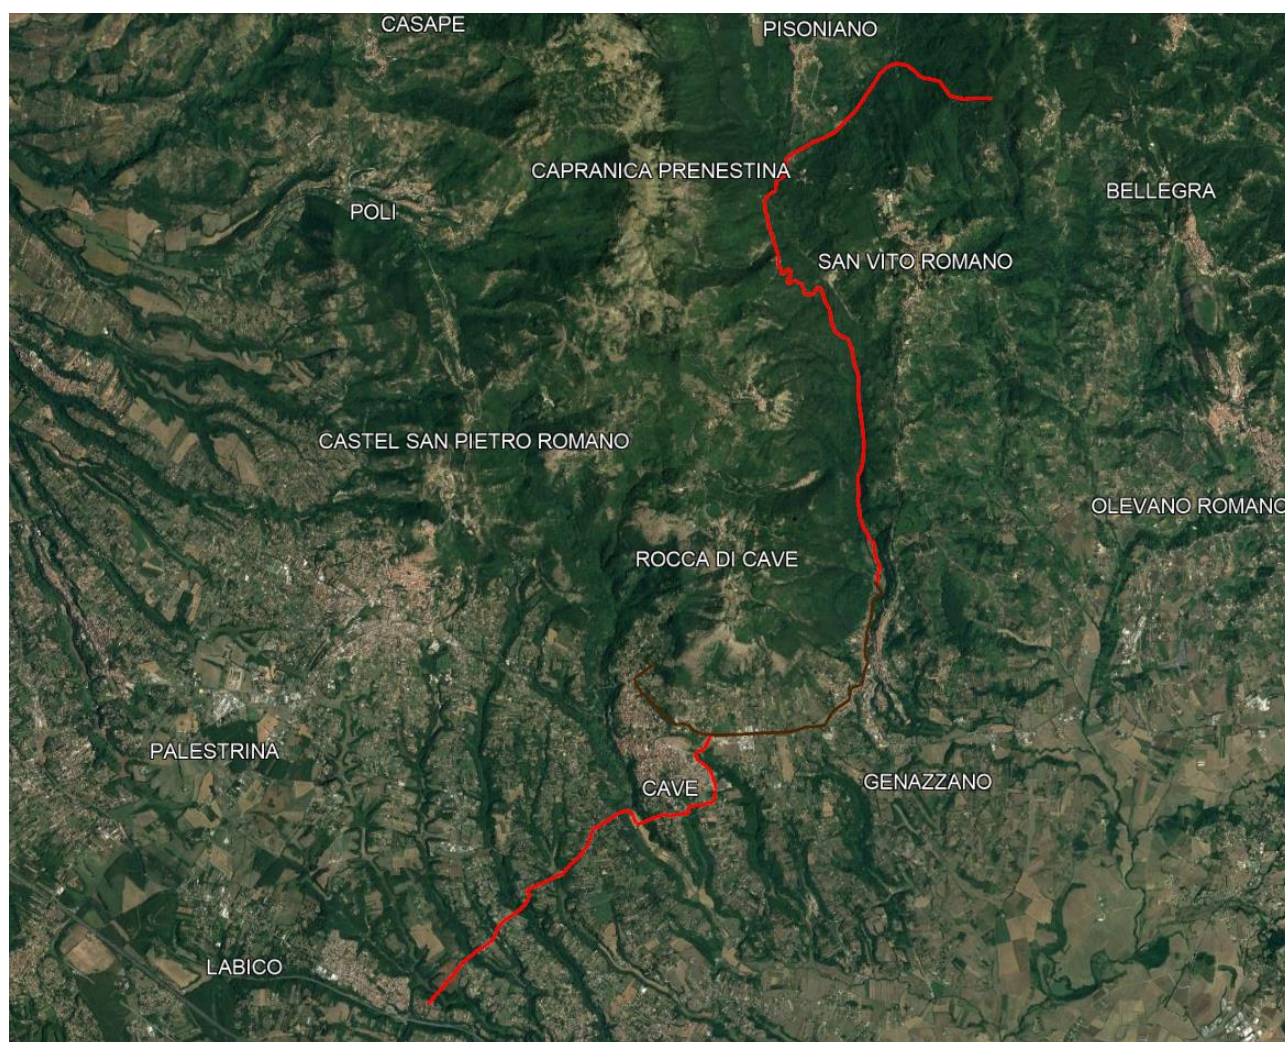 CASAPE
PISONIANO
CAPRANICA PRENESTINA
BELLEGRA
POLI
SAN VITO ROMANO
CASTEL SAN PIETRO ROMANO
OLEVANO ROMANO
ROCCA DI CAVE
PALESTRINA
GENAZZANO
CAVE
LABICO